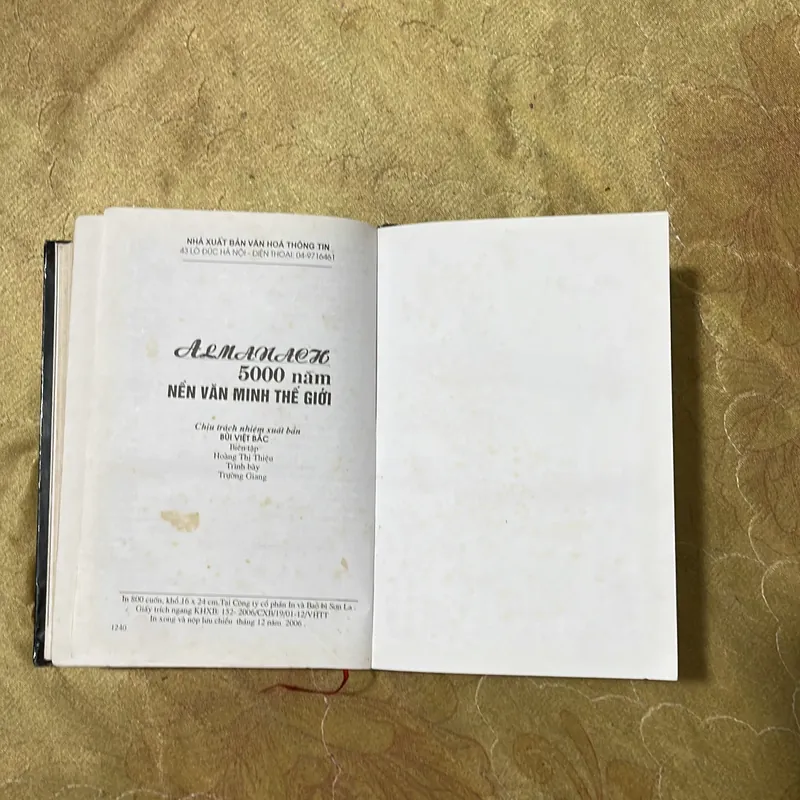 NHÀ XUẤT BẢN VĂN HOÁ THÔNG TIN
43 LÒ ĐÚC HÀ NỘI - ĐIỆN THOẠI: 04-9716461
ALMANACH
5000 năm
NỀN VĂN MINH THẾ GIỚI
Chịu trách nhiệm xuất bản
BÙI VIỆT BẮC
Biên tập
Hoàng Thị Thiệu
Trình bày
Trường Giang
In 800 cuốn, khổ 16 x 24 cm. Tại Công ty cổ phần In và Bao bì Sơn La .
Giấy trích ngang KHXB: 152- 2006/CXB/19/01-12/VHTT
In xong và nộp lưu chiểu tháng 12 năm 2006 .
1240